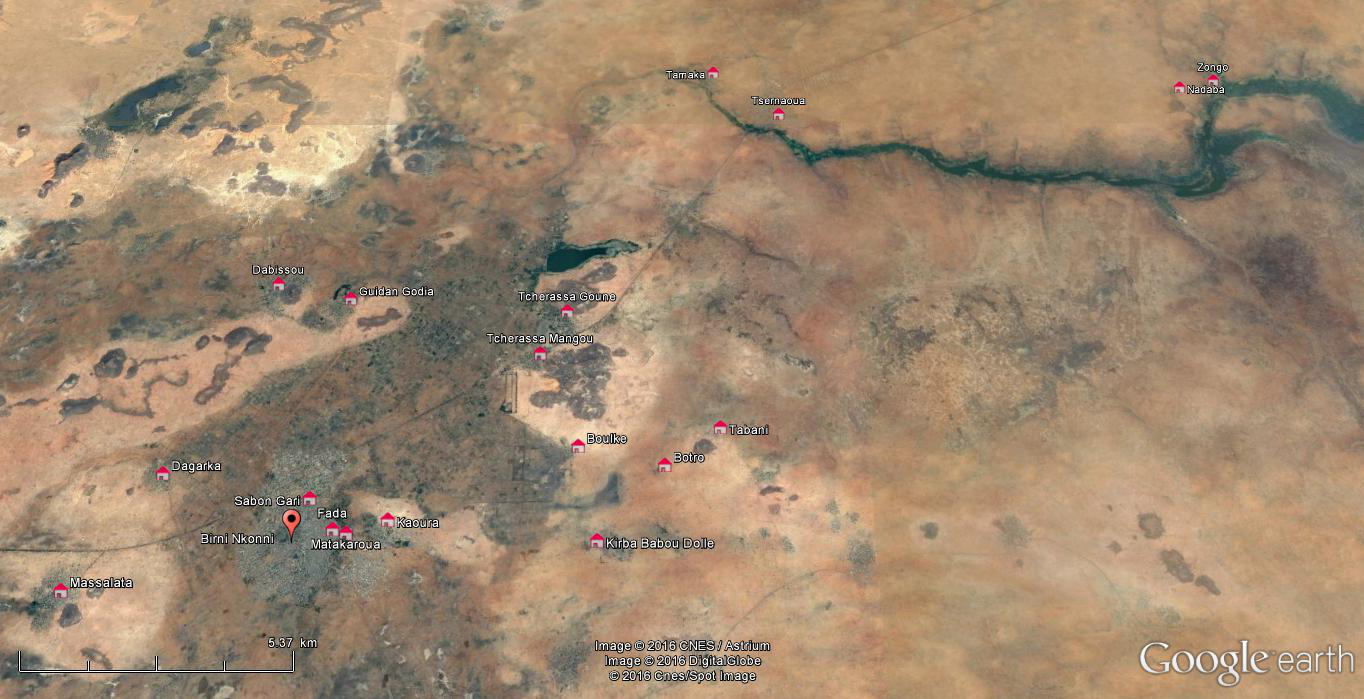 Zongo
Tamaka
Nadaba
Tsernaoua
Dabissou
Guidan Godia
Tcherassa Goune
Tcherassa Mangou
Tabani
Boulke
Botro
Dagarka
Sabon Gari
Fada
Kaoura
Birni Nkonni
Matakaroua
Kirba Babou Dolle
Massalata
5.37 km
Image © 2016 CNES / Astrium
Image © 2016 DigitalGlobe
© 2016 Cnes/Spot Image
Google earth